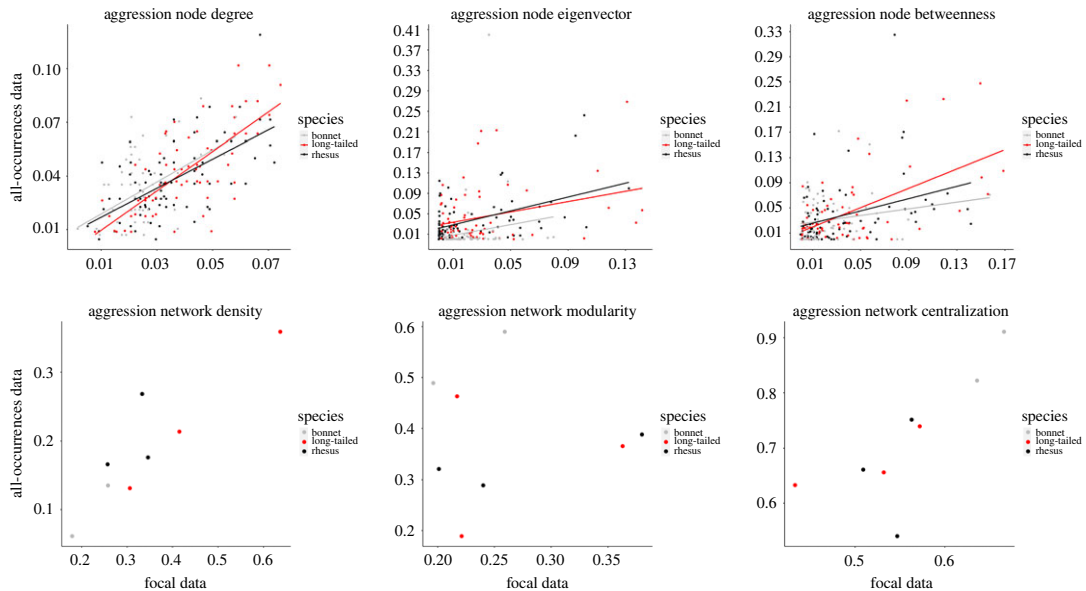 aggression node degree
aggression node eigenvector
aggression node betweenness
all-occurrences data
0.10
0.07
0.04
0.01
0.01
0.03
0.05
0.07
species
bonnet
long-tailed
rhesus
0.41
0.37
0.33
0.29
0.25
0.21
0.17
0.13
0.09
0.05
0.01
0.01
0.05
0.09
0.13
species
bonnet
long-tailed
rhesus
0.33
0.29
0.25
0.21
0.17
0.13
0.09
0.05
0.01
0.01
0.05
0.09
0.13
0.17
species
bonnet
long-tailed
rhesus
aggression network density
aggression network modularity
aggression network centralization
all-occurrences data
0.3
0.2
0.1
0.2
0.3
0.4
0.5
0.6
focal data
species
bonnet
long-tailed
rhesus
0.6
0.5
0.4
0.3
0.2
0.20
0.25
0.30
0.35
focal data
species
bonnet
long-tailed
rhesus
0.9
0.8
0.7
0.6
0.5
0.6
focal data
species
bonnet
long-tailed
rhesus